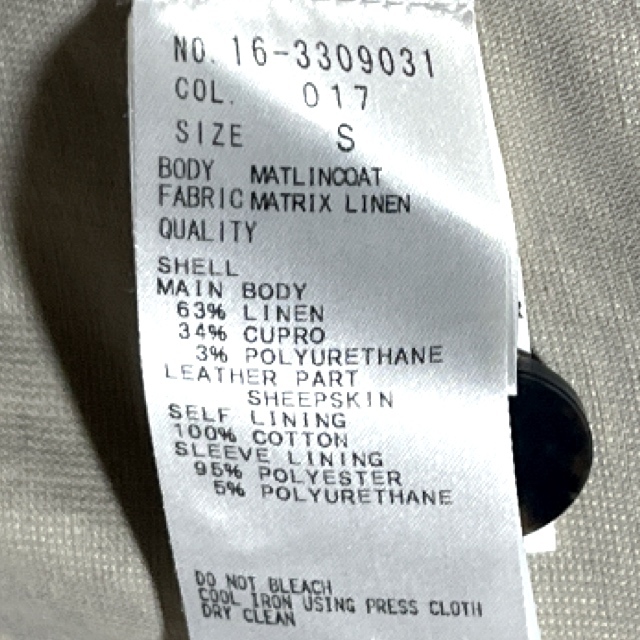 NO. 16-3309031
COL. 017
SIZE S
BODY MATLINCOAT
FABRIC MATRIX LINEN
QUALITY
SHELL
MAIN BODY
63% LINEN
34% CUPRO
3% POLYURETHANE
LEATHER PART
SHEEPSKIN
SELF LINING
100% COTTON
SLEEVE LINING
95% POLYESTER
5% POLYURETHANE
DO NOT BLEACH
COOL IRON USING PRESS CLOTH
DRY CLEAN